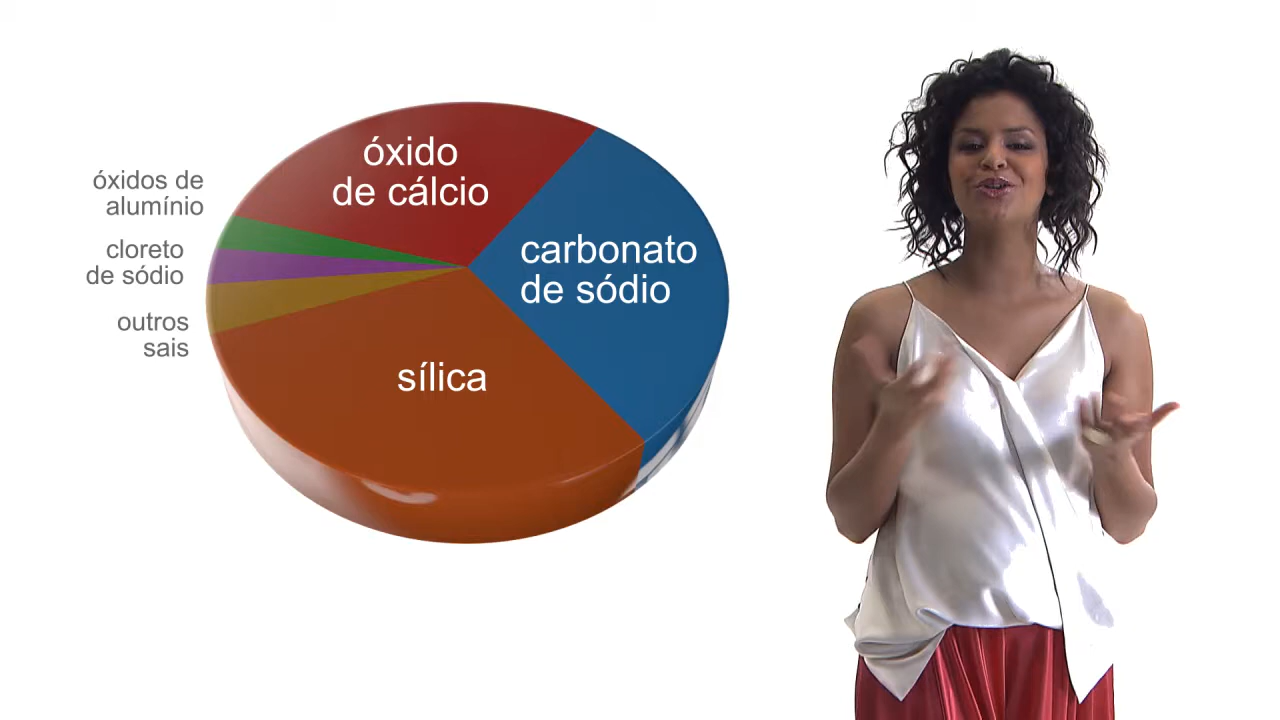 óxido
de cálcio
óxidos de
alumínio
cloreto
de sódio
outros
sais
carbonato
de sódio
sílica